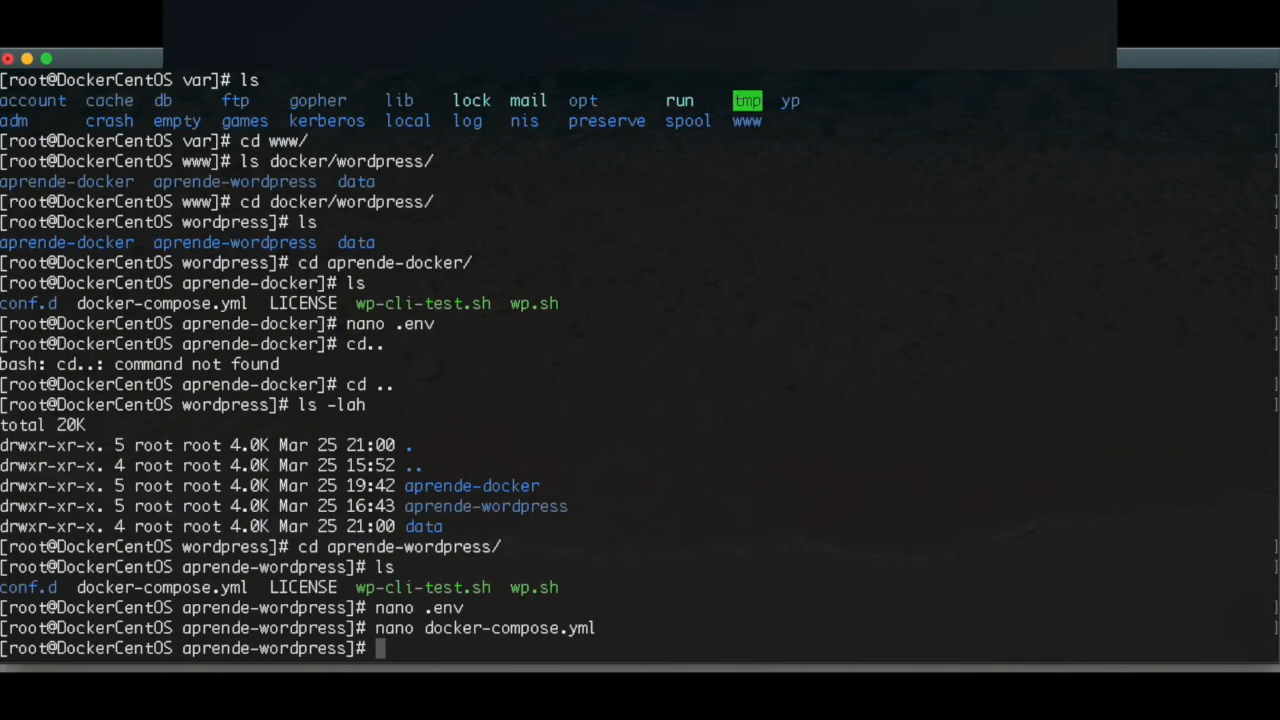 [root@DockerCentOS var]# ls
account cache db ftp gopher lib lock mail opt run tmp yp
adm crash empty games kerberos local log nis preserve spool www
[root@DockerCentOS var]# cd www/
[root@DockerCentOS www]# ls docker/wordpress/
aprende-docker aprende-wordpress data
[root@DockerCentOS www]# cd docker/wordpress/
[root@DockerCentOS wordpress]# ls
aprende-docker aprende-wordpress data
[root@DockerCentOS wordpress]# cd aprende-docker/
[root@DockerCentOS aprende-docker]# ls
conf.d docker-compose.yml LICENSE wp-cli-test.sh wp.sh
[root@DockerCentOS aprende-docker]# nano .env
[root@DockerCentOS aprende-docker]# cd..
bash: cd..: command not found
[root@DockerCentOS aprende-docker]# cd ..
[root@DockerCentOS wordpress]# ls -lah
total 20K
drwxr-xr-x. 5 root root 4.0K Mar 25 21:00 .
drwxr-xr-x. 4 root root 4.0K Mar 25 15:52 ..
drwxr-xr-x. 5 root root 4.0K Mar 25 19:42 aprende-docker
drwxr-xr-x. 5 root root 4.0K Mar 25 16:43 aprende-wordpress
drwxr-xr-x. 4 root root 4.0K Mar 25 21:00 data
[root@DockerCentOS wordpress]# cd aprende-wordpress/
[root@DockerCentOS aprende-wordpress]# ls
conf.d docker-compose.yml LICENSE wp-cli-test.sh wp.sh
[root@DockerCentOS aprende-wordpress]# nano .env
[root@DockerCentOS aprende-wordpress]# nano docker-compose.yml
[root@DockerCentOS aprende-wordpress]#